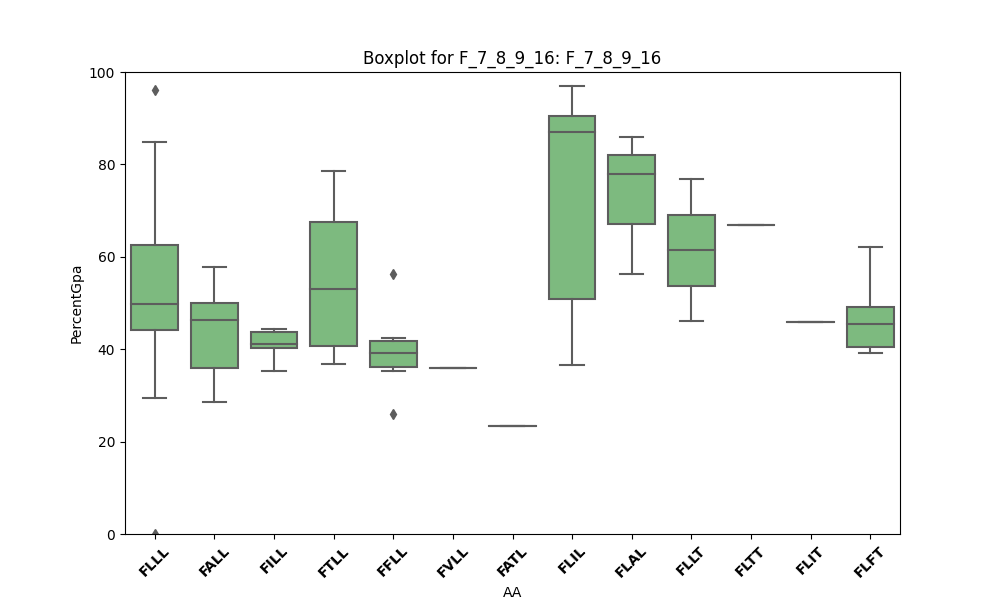 Boxplot for F_7_8_9_16: F_7_8_9_16
100
80
60
40
20
0
PercentGpa
FLLL
FALL
FILL
FTLL
FFLL
FVLL
FATL
FLIL
FLAL
FLLT
FLTT
FLIT
FLFT
AA